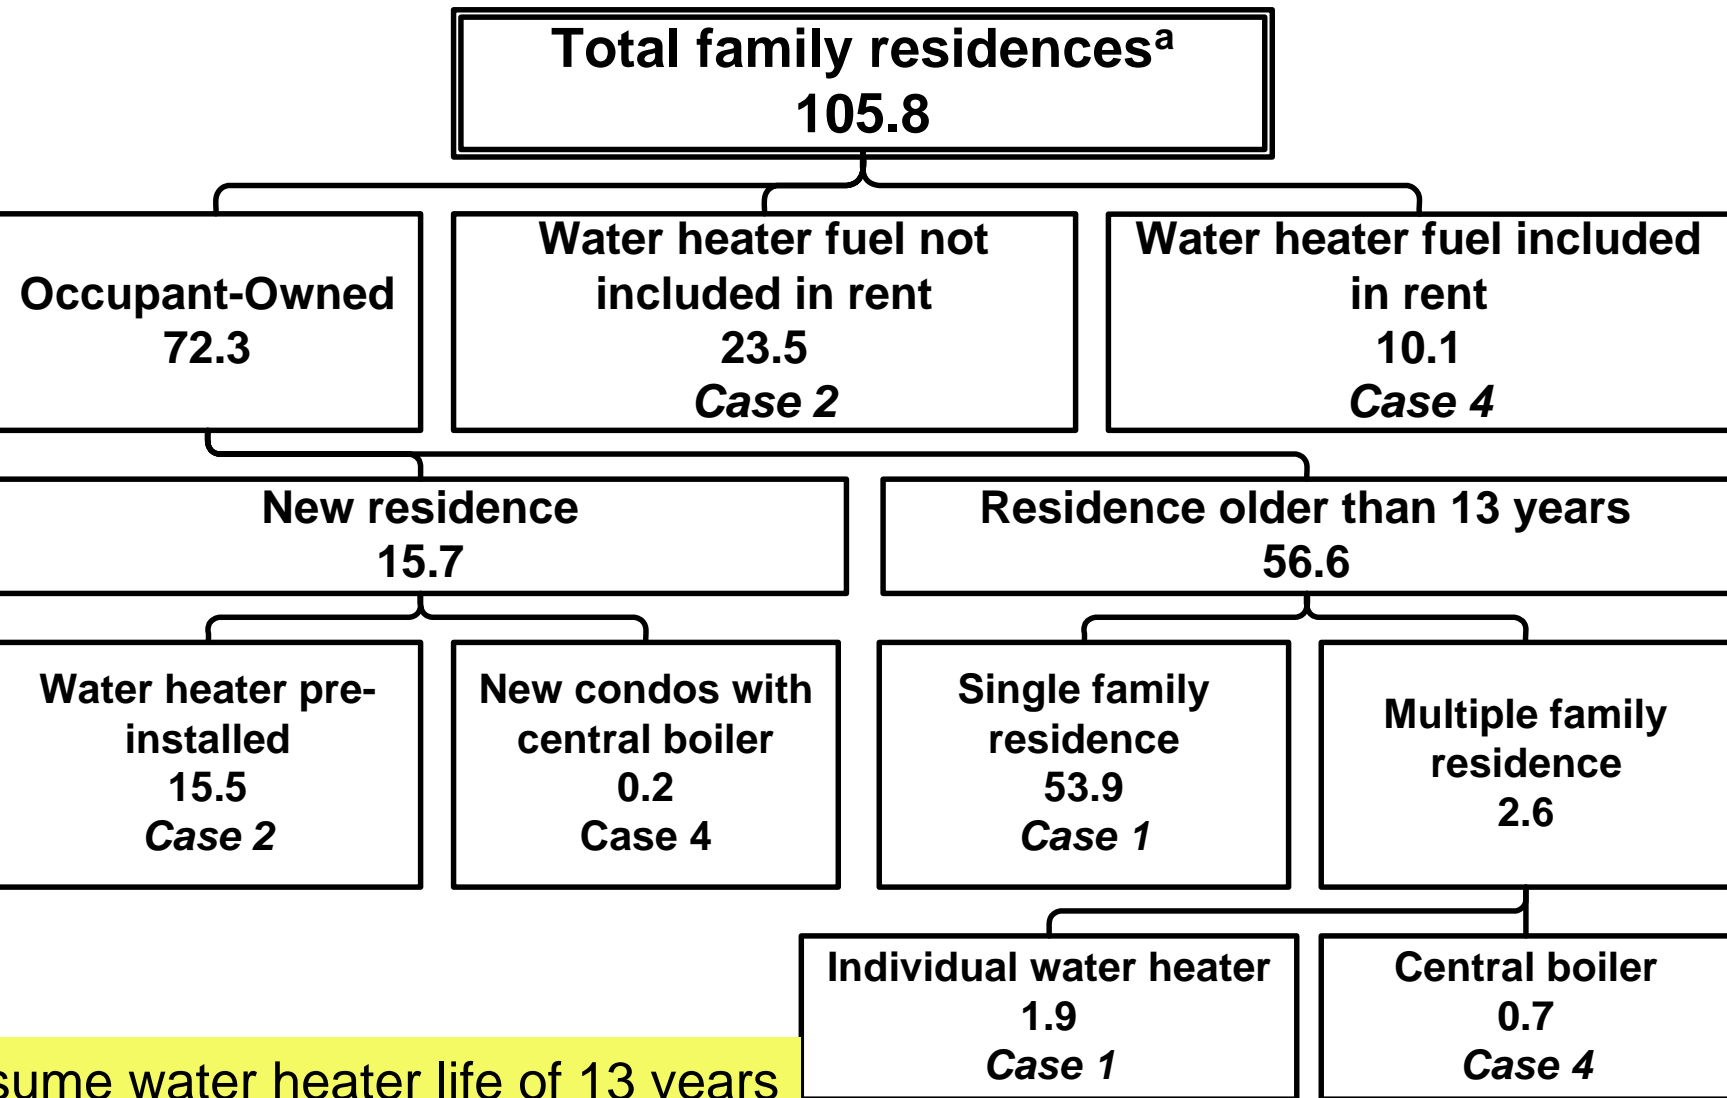 Total family residencesᵃ
105.8
Occupant-Owned
72.3
Water heater fuel not
included in rent
23.5
Case 2
Water heater fuel included
in rent
10.1
Case 4
New residence
15.7
Residence older than 13 years
56.6
Water heater pre-
installed
15.5
Case 2
New condos with
central boiler
0.2
Case 4
Single family
residence
53.9
Case 1
Multiple family
residence
2.6
Individual water heater
1.9
Case 1
Central boiler
0.7
Case 4
sume water heater life of 13 years